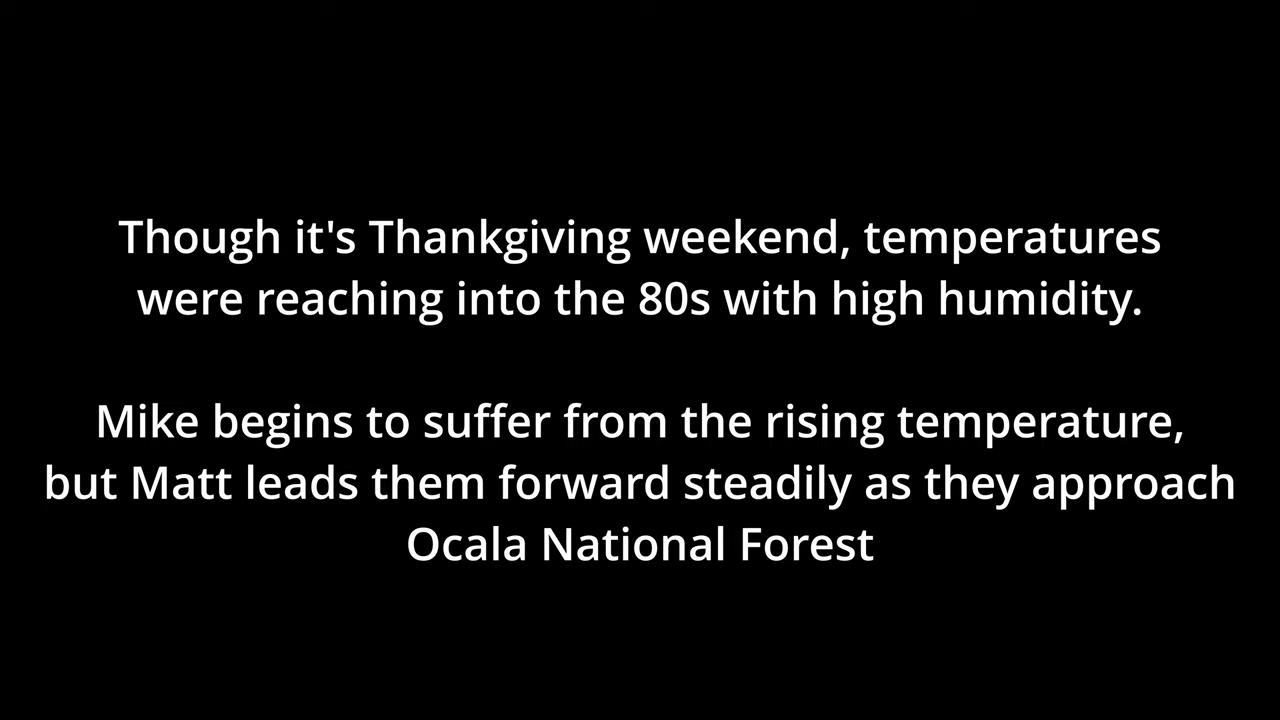 Though it's Thankgiving weekend, temperatures
were reaching into the 80s with high humidity.
Mike begins to suffer from the rising temperature,
but Matt leads them forward steadily as they approach
Ocala National Forest